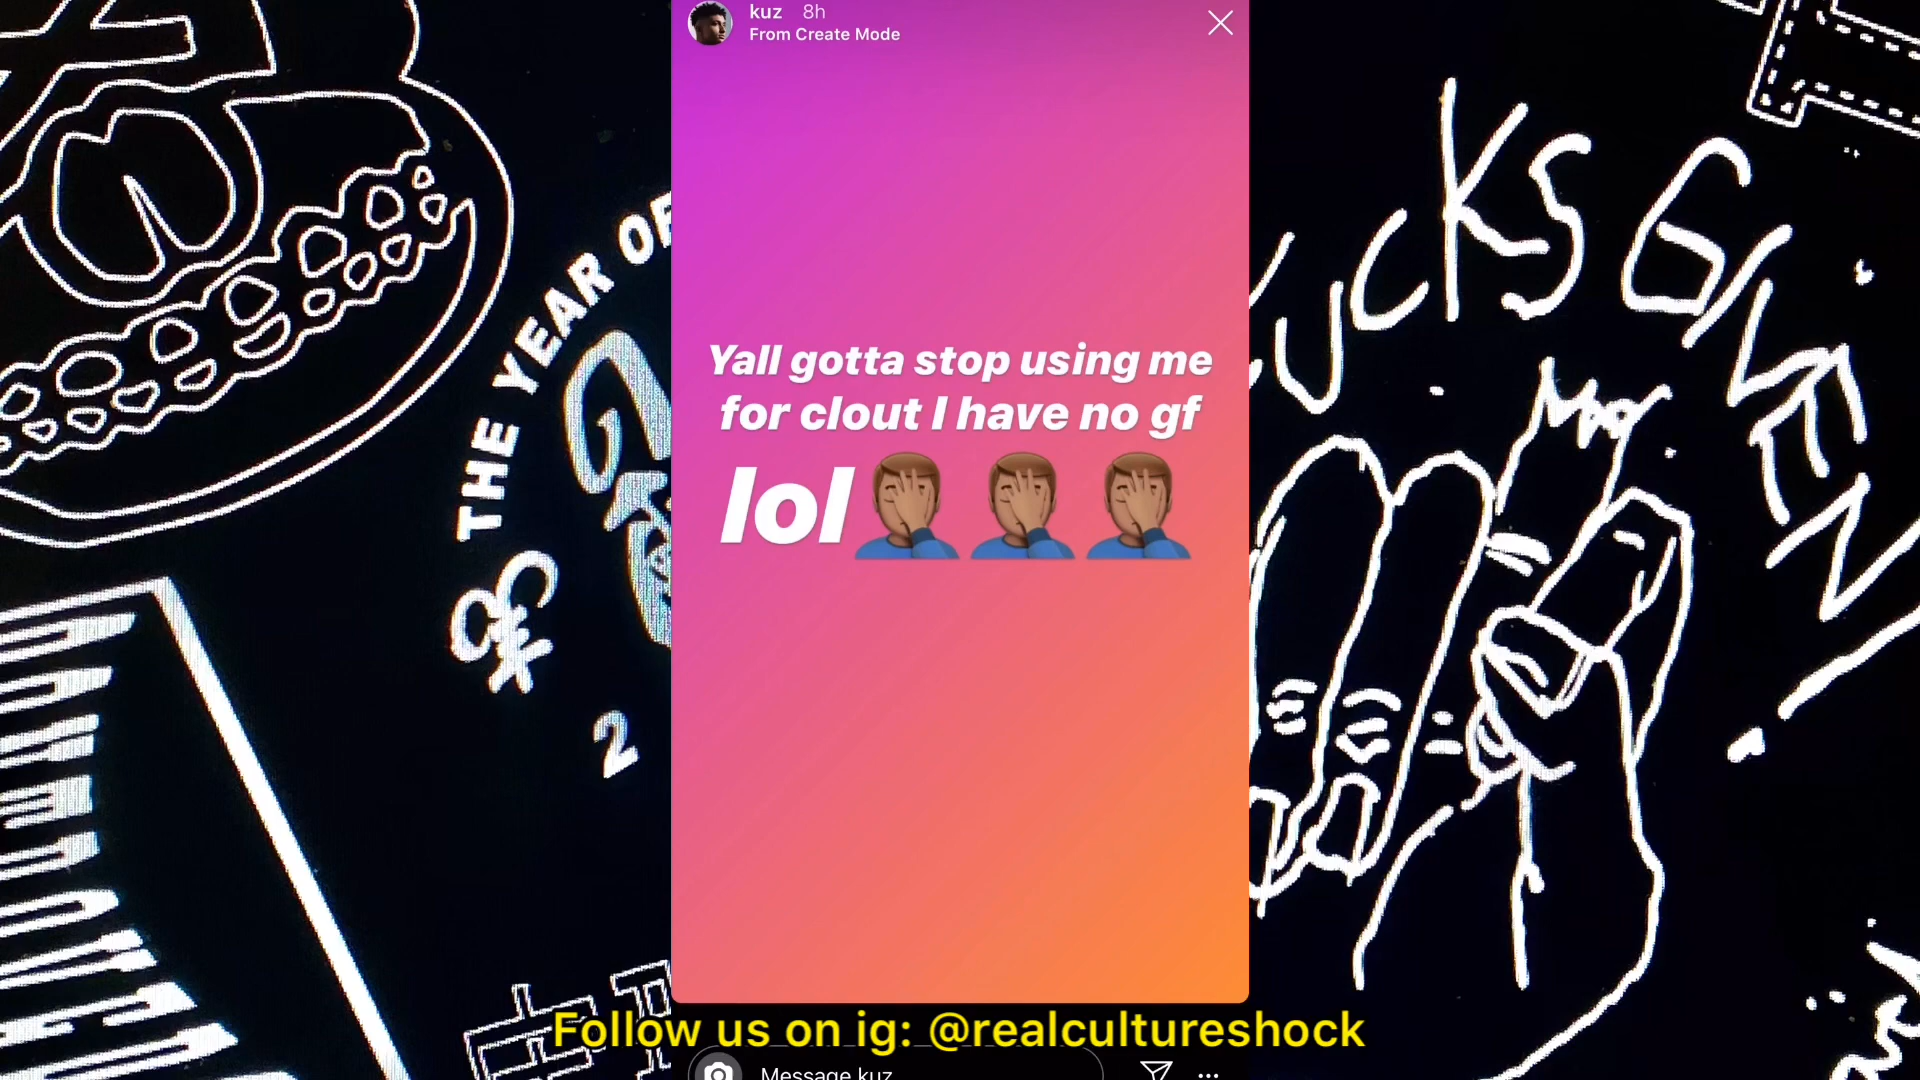 kuz 8h
From Create Mode
THE YEAR OF
2
UCKS GIVEN
Yall gotta stop using me
for clout I have no gf
lol🤦🏽‍♂️🤦🏽‍♂️🤦🏽‍♂️
Follow us on ig: @realcultureshock
Message kuz